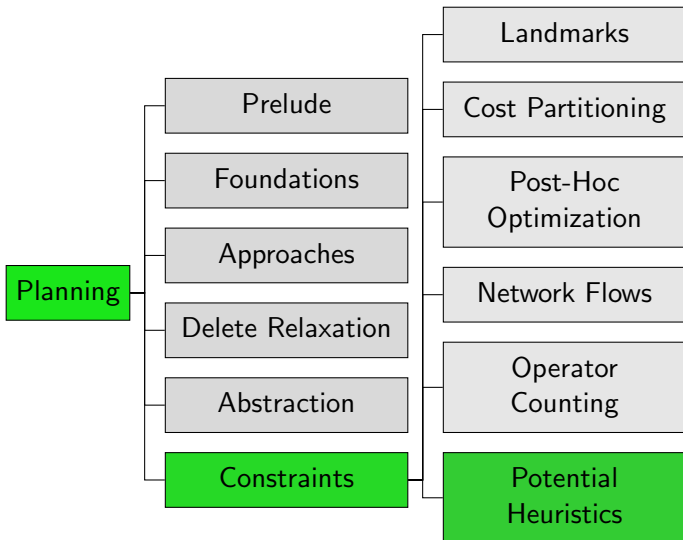 Planning
Prelude
Foundations
Approaches
Delete Relaxation
Abstraction
Constraints
Landmarks
Cost Partitioning
Post-Hoc
Optimization
Network Flows
Operator
Counting
Potential
Heuristics